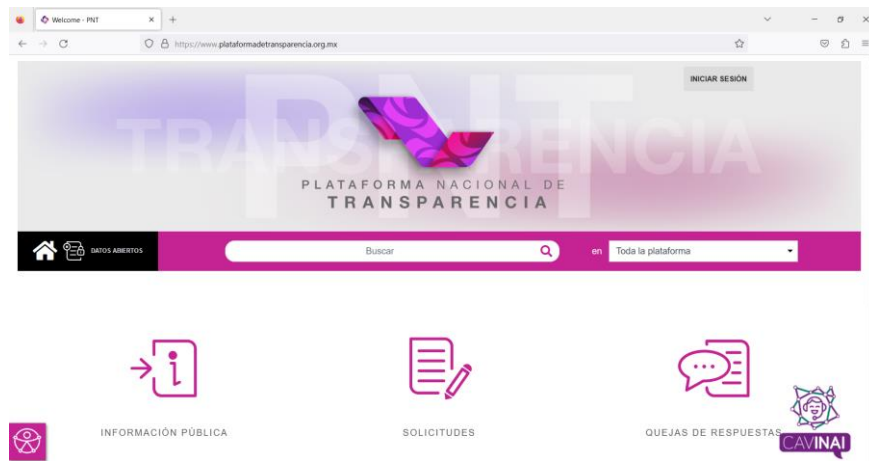 Welcome - PNT
https://www.plataformadetransparencia.org.mx
INICIAR SESIÓN
PNT
TRANSPARENCIA
PLATAFORMA NACIONAL DE
TRANSPARENCIA
DATOS ABIERTOS
Buscar
en
Toda la plataforma
INFORMACIÓN PÚBLICA
SOLICITUDES
QUEJAS DE RESPUESTAS
CAVINAI